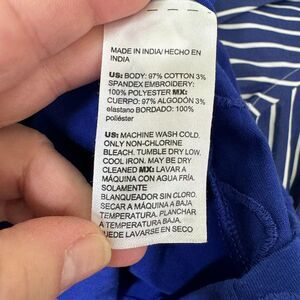 MADE IN INDIA/ HECHO EN
INDIA
US: BODY: 97% COTTON 3%
SPANDEX EMBROIDERY:
100% POLYESTER MX:
CUERPO: 97% ALGODÓN 3%
elastano BORDADO: 100%
poliéster
US: MACHINE WASH COLD.
ONLY NON-CHLORINE
BLEACH. TUMBLE DRY LOW.
COOL IRON. MAY BE DRY
CLEANED MX: LAVAR A
MÁQUINA CON AGUA FRÍA.
SOLAMENTE
BLANQUEADOR SIN CLORO.
SECAR A MÁQUINA A BAJA
TEMPERATURA. PLANCHAR
A TEMPERATURA BAJA.
PUEDE LAVARSE EN SECO